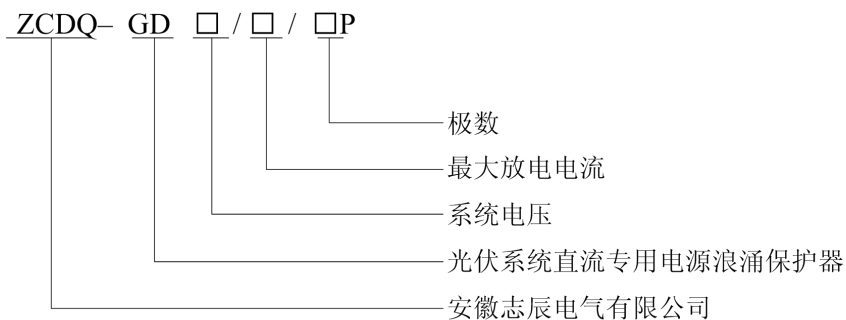 ZCDQ– GD □ / □ / □P
极数
最大放电电流
系统电压
光伏系统直流专用电源浪涌保护器
安徽志辰电气有限公司